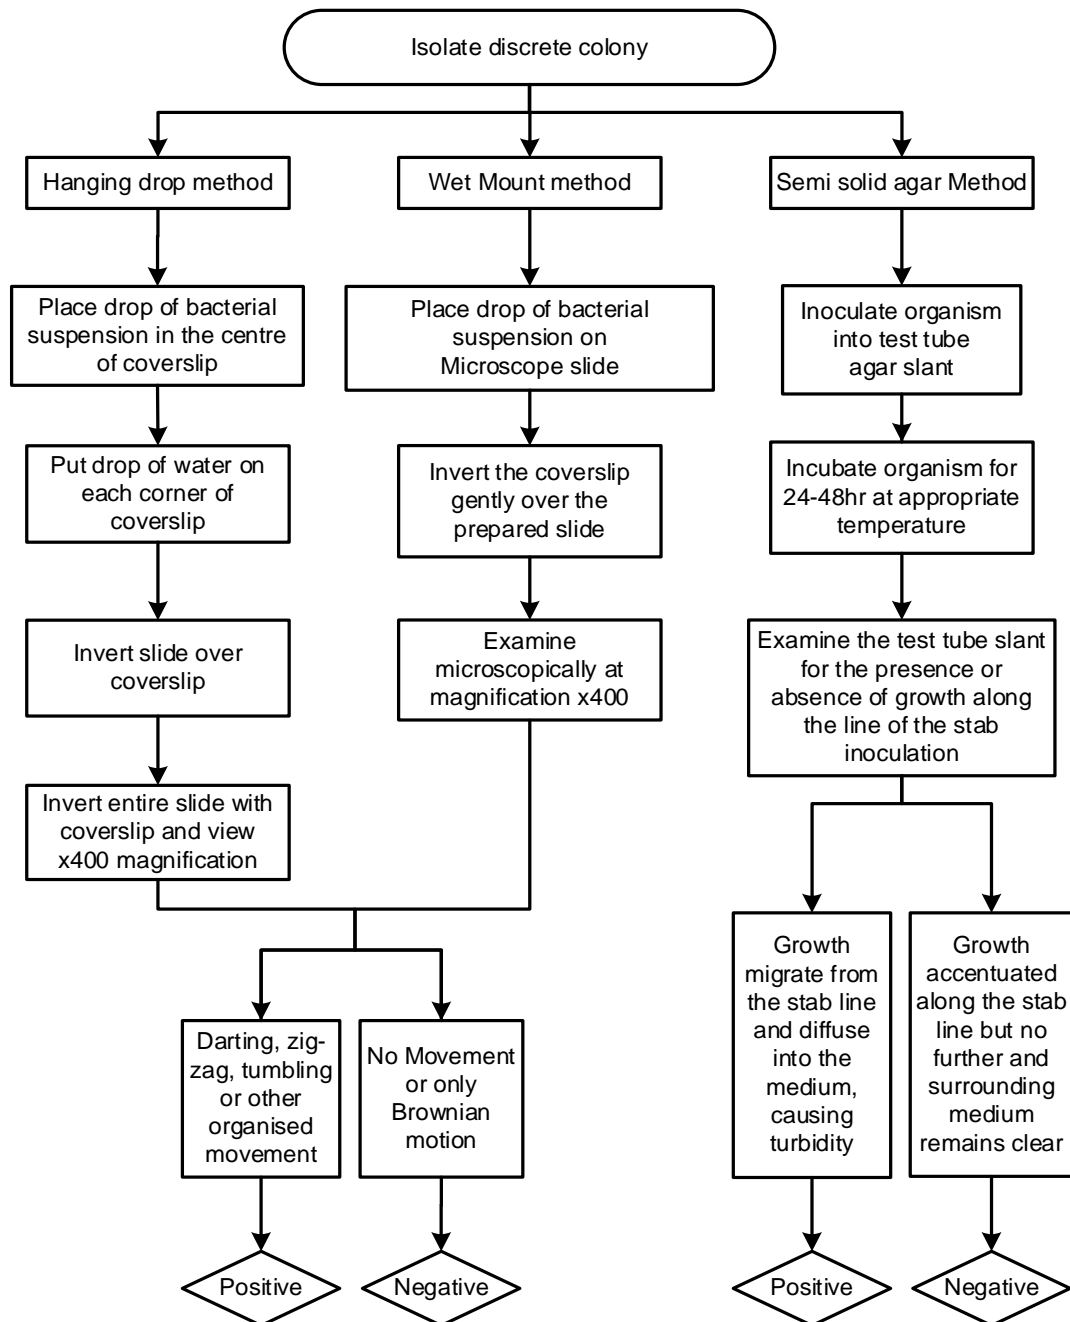 Isolate discrete colony
Hanging drop method
Wet Mount method
Semi solid agar Method
Place drop of bacterial
suspension in the centre
of coverslip
Place drop of bacterial
suspension on
Microscope slide
Inoculate organism
into test tube
agar slant
Put drop of water on
each corner of
coverslip
Invert the coverslip
gently over the
prepared slide
Incubate organism for
24-48hr at appropriate
temperature
Invert slide over
coverslip
Examine
microscopically at
magnification x400
Examine the test tube slant
for the presence or
absence of growth along
the line of the stab
inoculation
Invert entire slide with
coverslip and view
x400 magnification
Darting, zig-
zag, tumbling
or other
organised
movement
No Movement
or only
Brownian
motion
Growth
migrate from
the stab line
and diffuse
into the
medium,
causing
turbidity
Growth
accentuated
along the stab
line but no
further and
surrounding
medium
remains clear
Positive
Negative
Positive
Negative